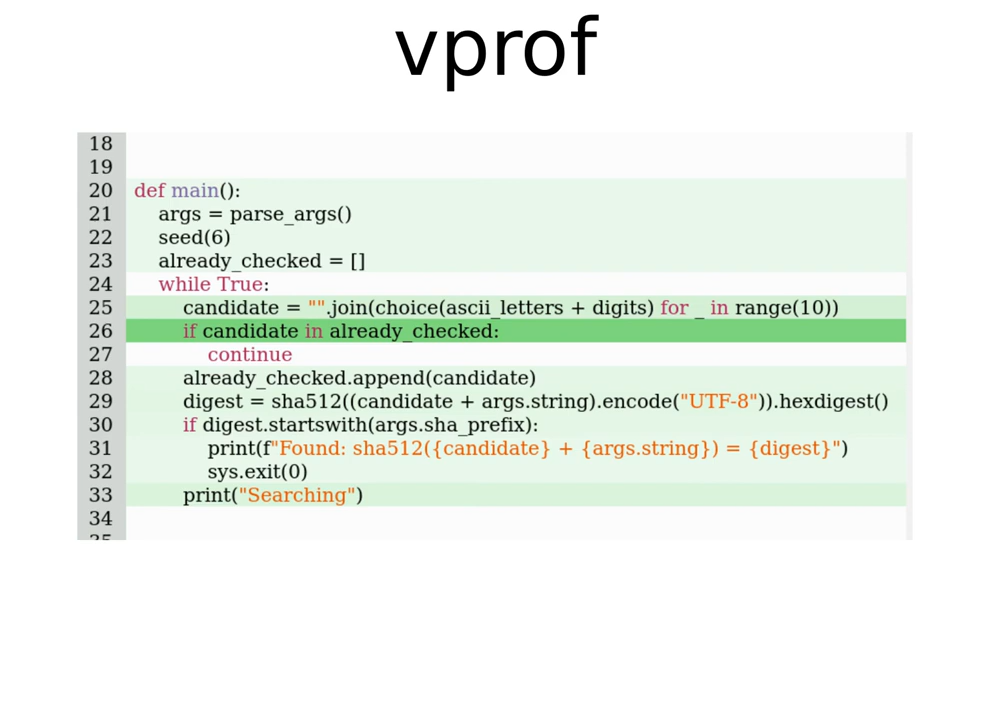 vprof
18
19
20 def main():
21 args = parse_args()
22 seed(6)
23 already_checked = []
24 while True:
25 candidate = "".join(choice(ascii_letters + digits) for _ in range(10))
26 if candidate in already_checked:
27 continue
28 already_checked.append(candidate)
29 digest = sha512((candidate + args.string).encode("UTF-8")).hexdigest()
30 if digest.startswith(args.sha_prefix):
31 print(f"Found: sha512({candidate} + {args.string}) = {digest}")
32 sys.exit(0)
33 print("Searching")
34